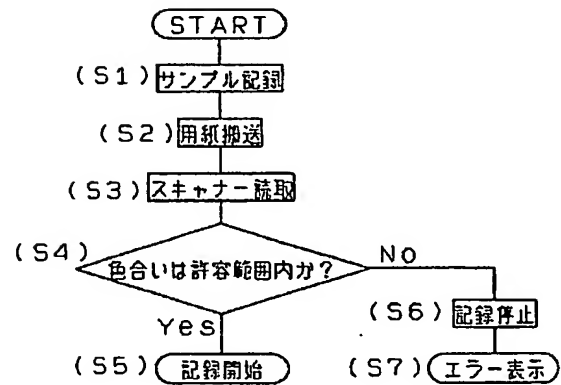 START
(S1) サンプル記録
(S2) 用紙搬送
(S3) スキャナー読取
(S4) 色合いは許容範囲内か?
No
Yes
(S6) 記録停止
(S5) 記録開始
(S7) エラー表示